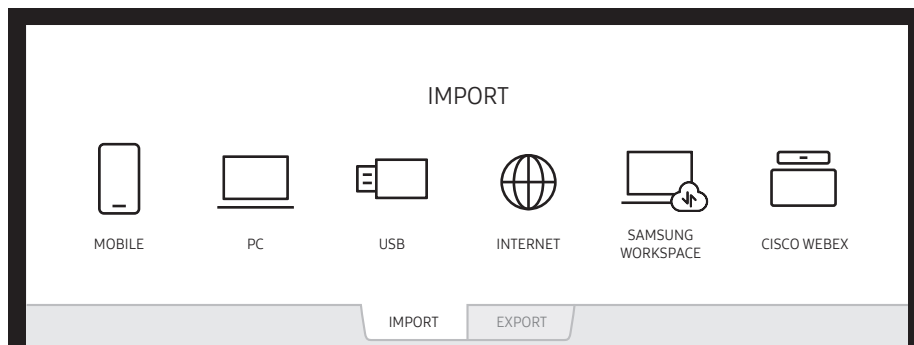 IMPORT
MOBILE
PC
USB
INTERNET
SAMSUNG
WORKSPACE
CISCO WEBEX
IMPORT
EXPORT